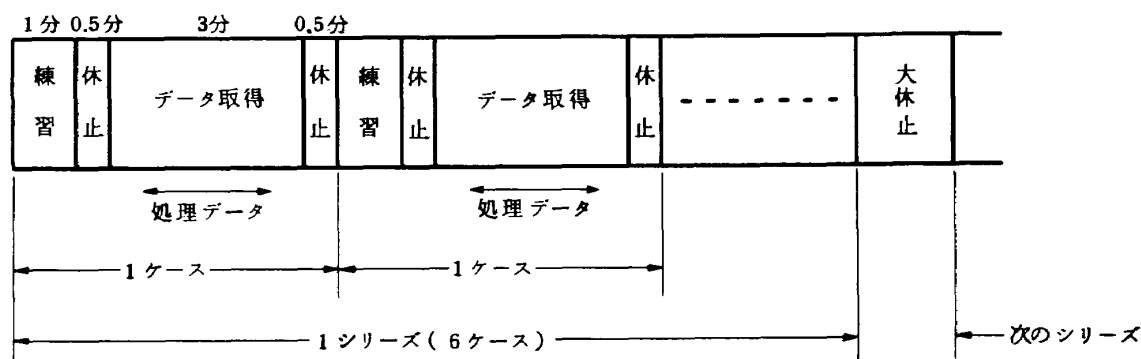 1分 0.5分 3分 0.5分
練習 休止 データ取得 休止 練習 休止 データ取得 休止 大休止
処理データ 処理データ
1ケース 1ケース
1シリーズ(6ケース) 次のシリーズ